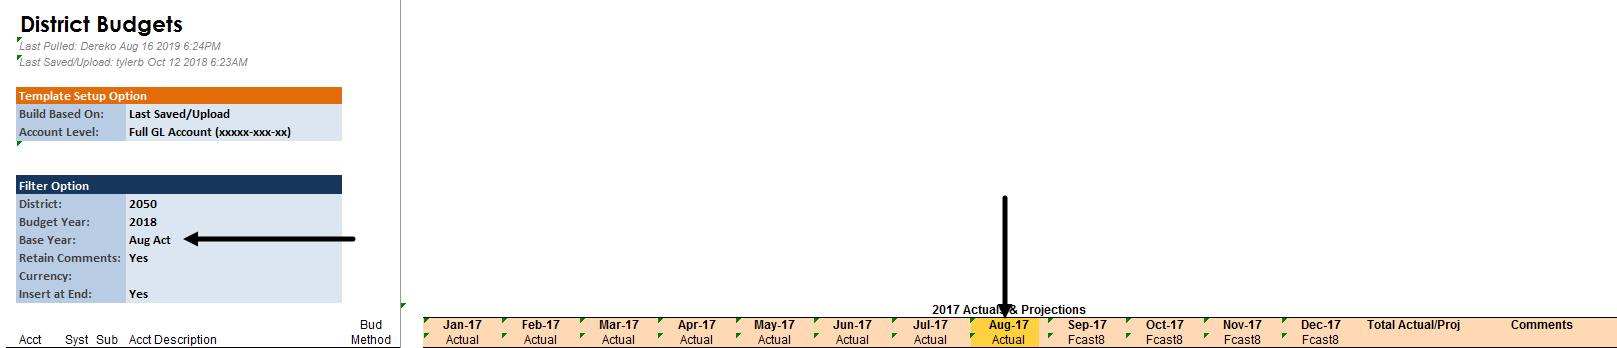 District Budgets
Last Pulled: Dereko Aug 16 2019 6:24PM
Last Saved/Upload: tylerb Oct 12 2018 6:23AM
Template Setup Option
Build Based On: Last Saved/Upload
Account Level: Full GL Account (xxxxx-xxx-xx)
Filter Option
District: 2050
Budget Year: 2018
Base Year: Aug Act
Retain Comments: Yes
Currency:
Insert at End: Yes
2017 Actuals & Projections
Bud Jan-17 Feb-17 Mar-17 Apr-17 May-17 Jun-17 Jul-17 Aug-17 Sep-17 Oct-17 Nov-17 Dec-17 Total Actual/Proj Comments
Acct Syst Sub Acct Description Method Actual Actual Actual Actual Actual Actual Actual Actual Fcast8 Fcast8 Fcast8 Fcast8